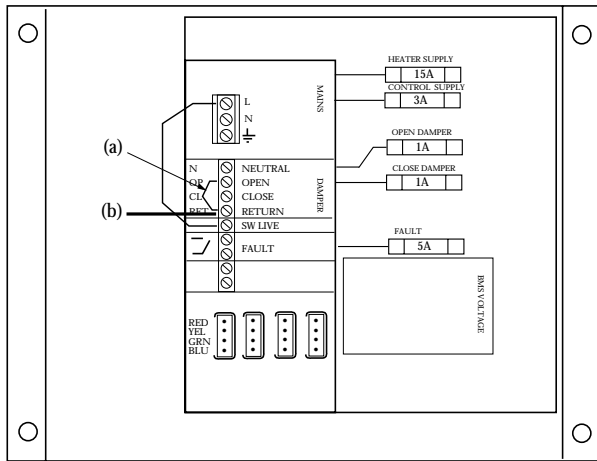 HEATER SUPPLY
15A
CONTROL SUPPLY
3A
MAINS
L
N
OPEN DAMPER
1A
CLOSE DAMPER
1A
(a)
N NEUTRAL
OP OPEN
CL CLOSE
RET RETURN
DAMPER
(b)
SW LIVE
FAULT
FAULT
5A
BMS VOLTAGE
RED
YEL
GRN
BLU